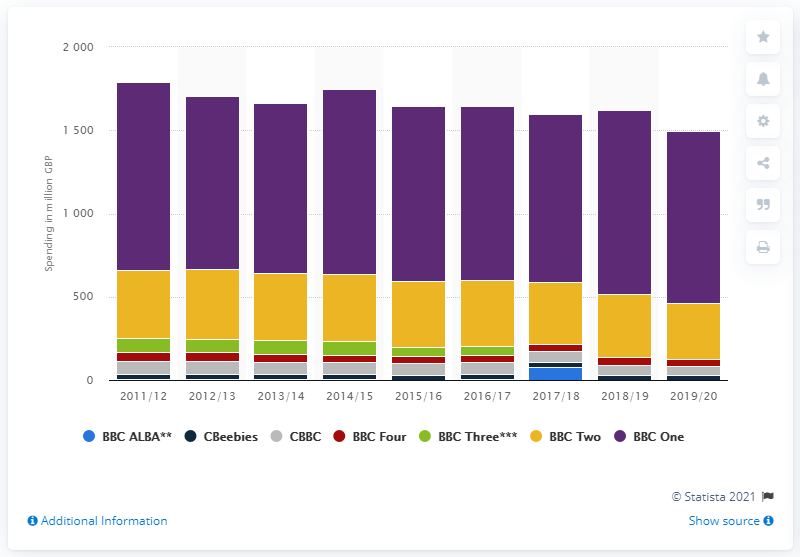 2 000
1 500
1 000
500
0
Spending in million GBP
2011/12 2012/13 2013/14 2014/15 2015/16 2016/17 2017/18 2018/19 2019/20
BBC ALBA** CBeebies CBBC BBC Four BBC Three*** BBC Two BBC One
© Statista 2021
Additional Information Show source